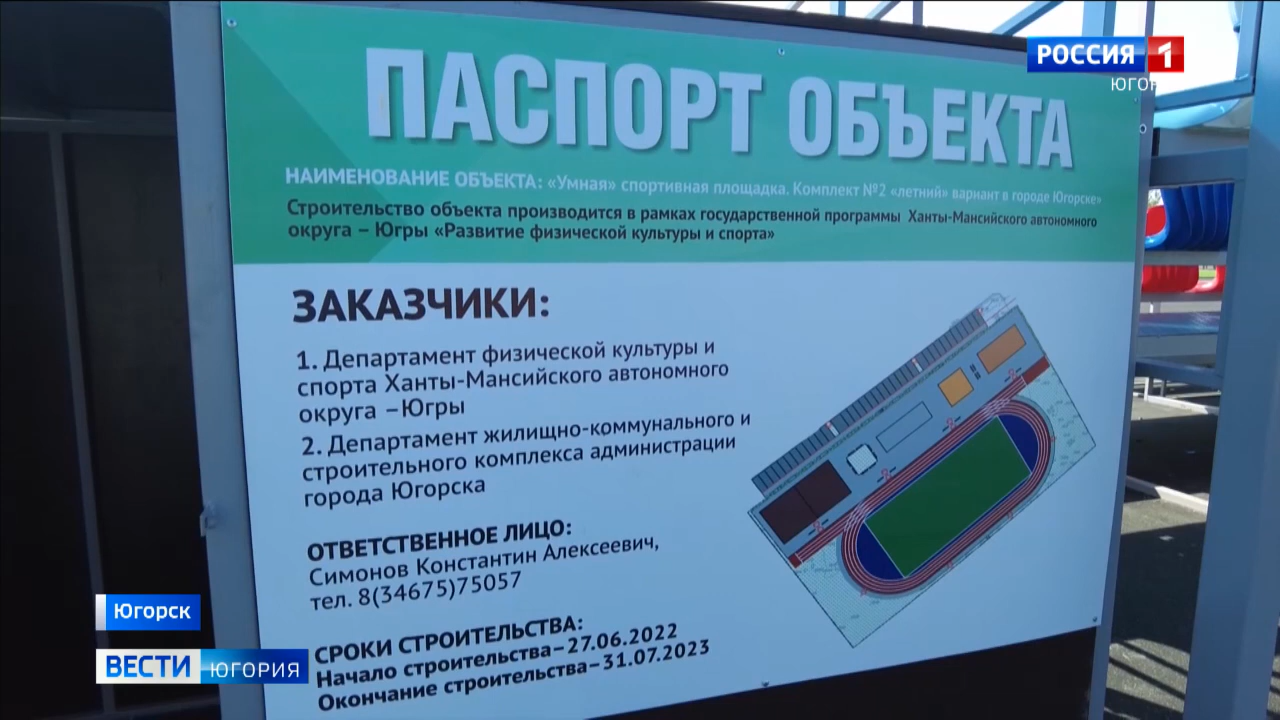 РОССИЯ 1
ЮГОР
ПАСПОРТ ОБЪЕКТА
НАИМЕНОВАНИЕ ОБЪЕКТА: «Умная» спортивная площадка. Комплект №2 «летний» вариант в городе Югорске»
Строительство объекта производится в рамках государственной программы Ханты-Мансийского автономного
округа – Югры «Развитие физической культуры и спорта»
ЗАКАЗЧИКИ:
1. Департамент физической культуры и
спорта Ханты-Мансийского автономного
округа –Югры
2. Департамент жилищно-коммунального и
строительного комплекса администрации
города Югорска
ОТВЕТСТВЕННОЕ ЛИЦО:
Симонов Константин Алексеевич,
тел. 8(34675)75057
СРОКИ СТРОИТЕЛЬСТВА:
Начало строительства–27.06.2022
Окончание строительства–31.07.2023
Югорск
ВЕСТИ ЮГОРИЯ